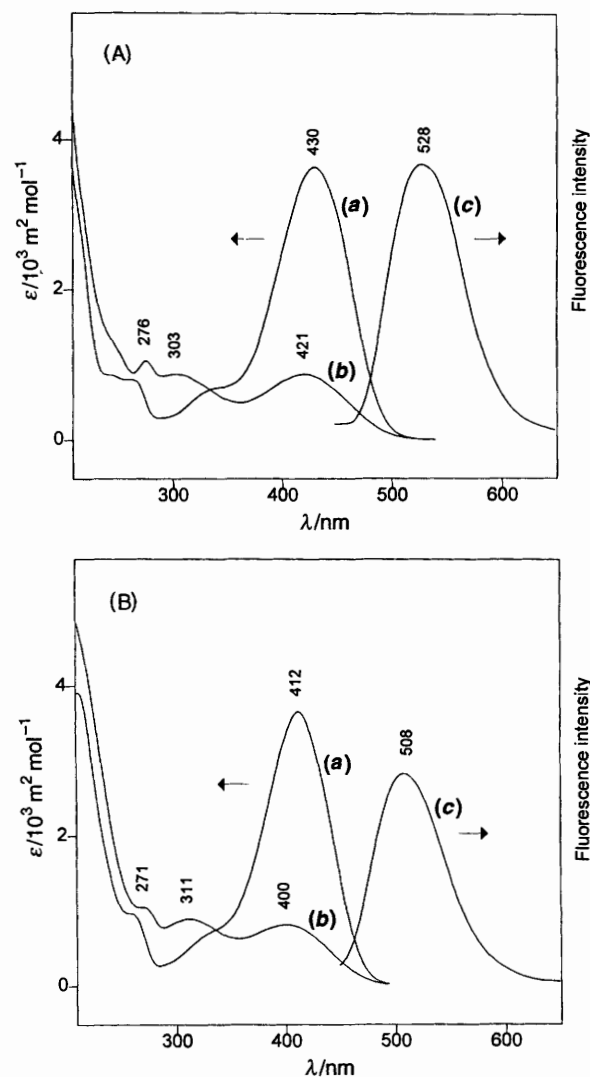 (A)
430
528
4
(a)
(c)
276
303
421
2
(b)
0
300
400
500
600
ε/10³ m² mol⁻¹
Fluorescence intensity
λ/nm
(B)
412
508
4
(a)
(c)
271
311
400
2
(b)
0
300
400
500
600
ε/10³ m² mol⁻¹
Fluorescence intensity
λ/nm